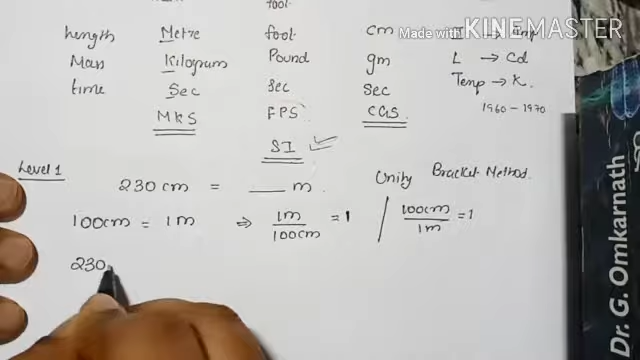 foot
Made with KINEMASTER
Length Metre foot cm I → Amp
Mass Kilogram Pound gm L → Cd
time Sec sec sec Temp → K.
MKS FPS CGS 1960-1970
SI
Level 1
230 cm = ___ m Unity Bracket Method.
100cm = 1m ⇒ 1m/100cm = 1 / 100cm/1m = 1
230
Dr. G. Omkarnath